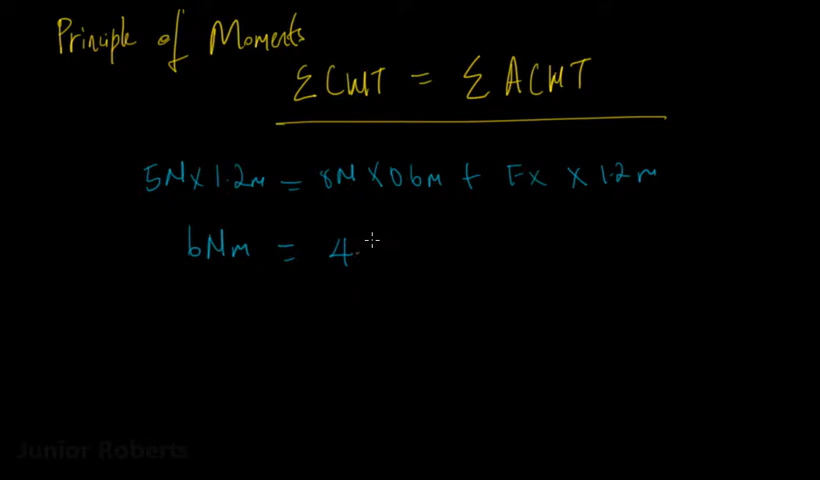 Principle of Moments
ΣCWT = ΣACWT
5N X 1.2m = 8N X 0.6m + Fx X 1.2m
6Nm = 4.
Junior Roberts